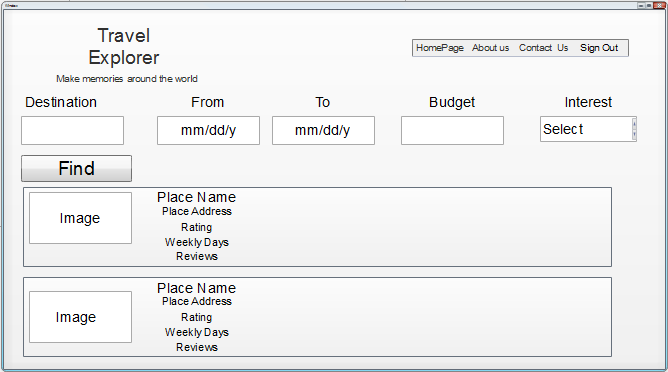 Travel
Explorer
Make memories around the world
HomePage About us Contact Us Sign Out
Destination From To Budget Interest
mm/dd/y mm/dd/y Select
Find
Image
Place Name
Place Address
Rating
Weekly Days
Reviews
Image
Place Name
Place Address
Rating
Weekly Days
Reviews